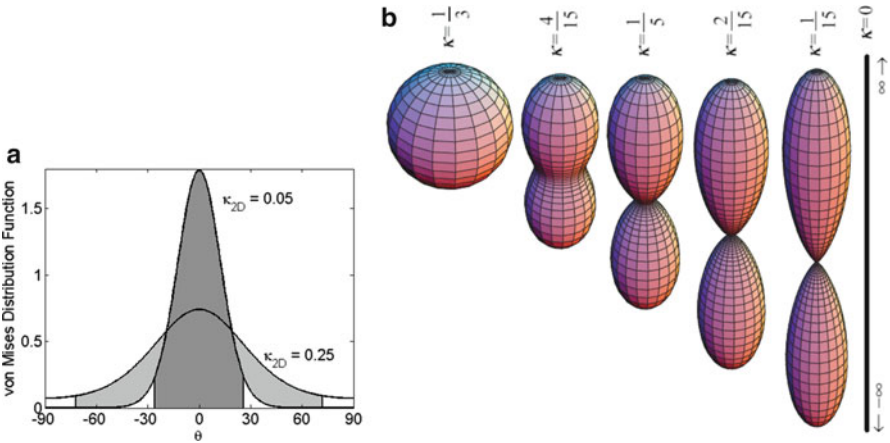 a
von Mises Distribution Function
1.5
1
0.5
0
-90 -60 -30 0 30 60 90
θ
κ2D = 0.05
κ2D = 0.25
b
κ=1/3
κ=4/15
κ=1/5
κ=2/15
κ=1/15
κ=0
∞ →
← -∞